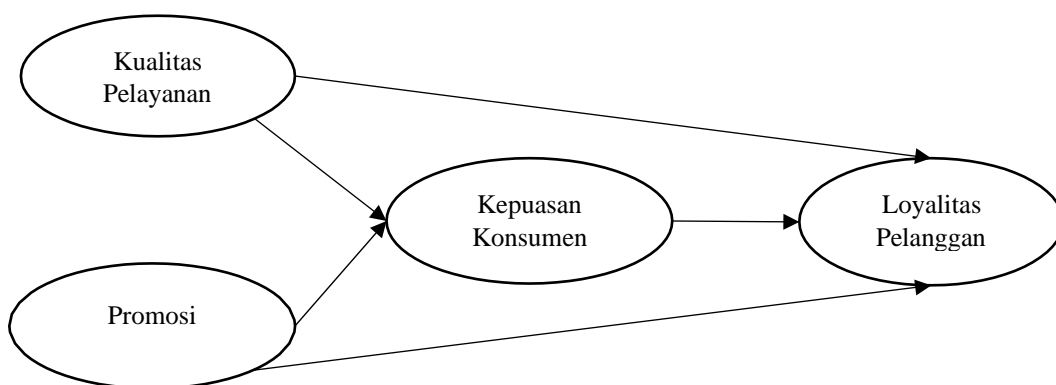 Kualitas
Pelayanan
Kepuasan
Konsumen
Loyalitas
Pelanggan
Promosi